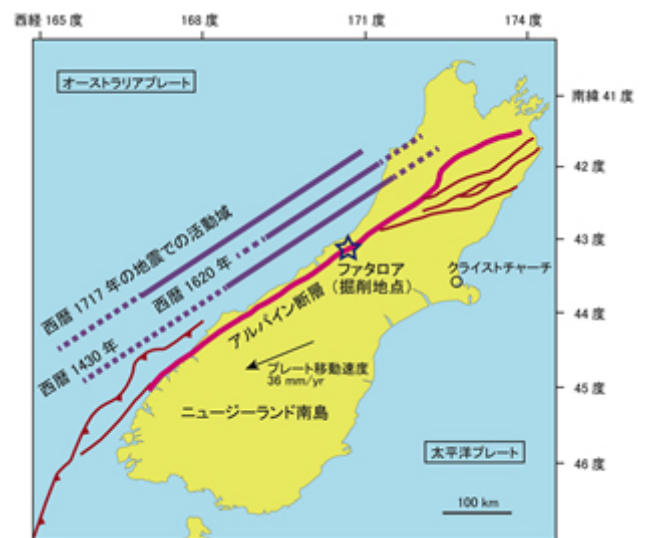 西経 165 度
168 度
171 度
174 度
オーストラリアプレート
南緯 41 度
42 度
西暦 1717 年の地震での活動域
西暦 1620 年
43 度
ファタロア
(掘削地点)
クライストチャーチ
西暦 1430 年
アルパイン断層
44 度
プレート移動速度
36 mm/yr
45 度
ニュージーランド南島
太平洋プレート
46 度
100 km